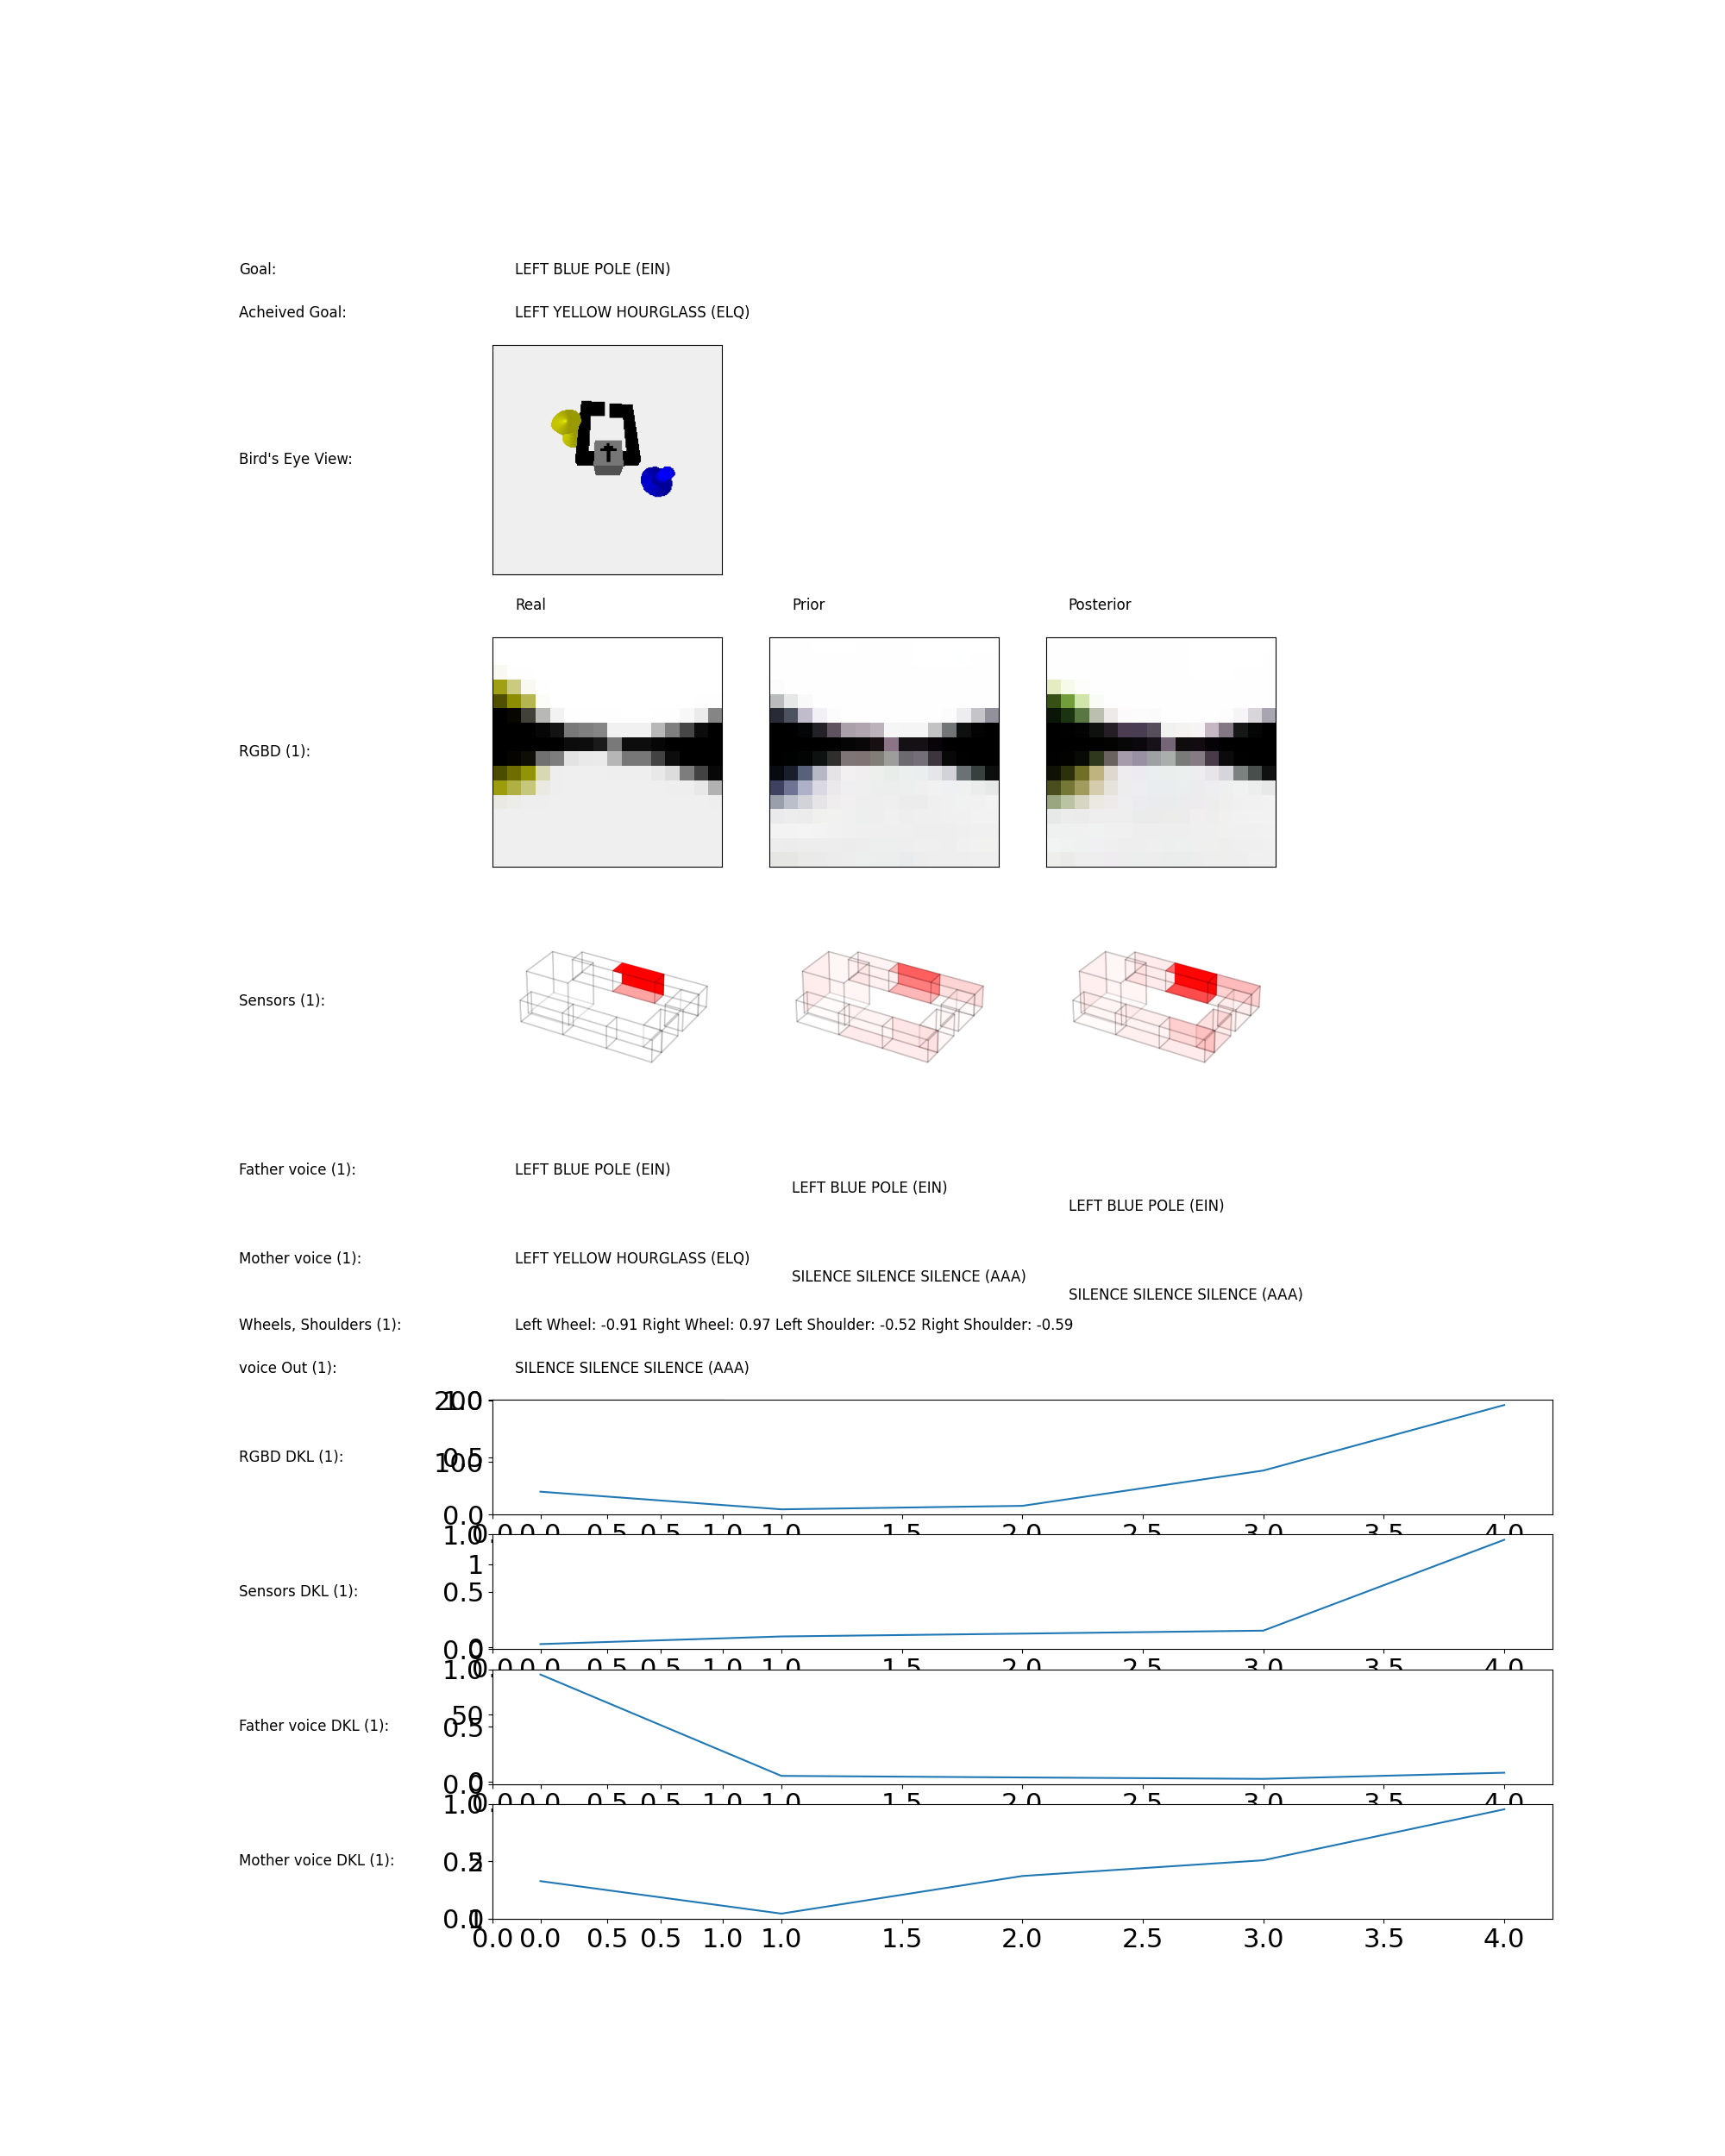 Goal: LEFT BLUE POLE (EIN)
Acheived Goal: LEFT YELLOW HOURGLASS (ELQ)
Bird's Eye View:
Real Prior Posterior
RGBD (1):
Sensors (1):
Father voice (1): LEFT BLUE POLE (EIN)
LEFT BLUE POLE (EIN)
LEFT BLUE POLE (EIN)
Mother voice (1): LEFT YELLOW HOURGLASS (ELQ)
SILENCE SILENCE SILENCE (AAA)
SILENCE SILENCE SILENCE (AAA)
Wheels, Shoulders (1): Left Wheel: -0.91 Right Wheel: 0.97 Left Shoulder: -0.52 Right Shoulder: -0.59
voice Out (1): SILENCE SILENCE SILENCE (AAA)
200 1.0
RGBD DKL (1): 0.5 100
0.0
0.0 0.0 0.5 0.5 1.0 1.0 1.5 2.0 2.5 3.0 3.5 4.0
1.0
1
Sensors DKL (1): 0.5
0.0 0
0.0 0.0 0.5 0.5 1.0 1.0 1.5 2.0 2.5 3.0 3.5 4.0
1.0
50
Father voice DKL (1): 0.5
0.0 0
0.0 0.0 0.5 0.5 1.0 1.0 1.5 2.0 2.5 3.0 3.5 4.0
1.0
Mother voice DKL (1): 0.5 2
0.0 1
0.0 0.0 0.5 0.5 1.0 1.0 1.5 2.0 2.5 3.0 3.5 4.0